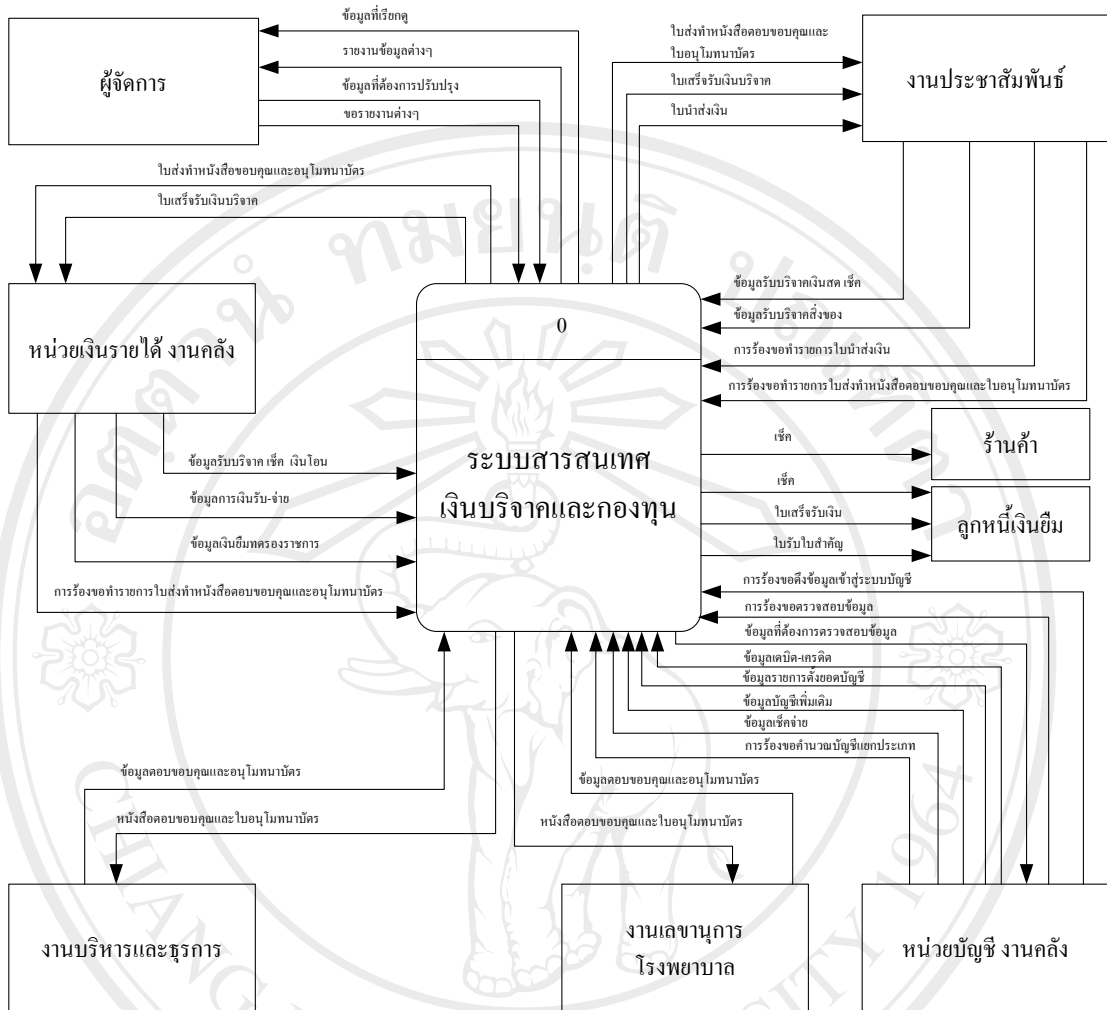 ข้อมูลที่เรียกดู
รายงานข้อมูลต่างๆ
ข้อมูลที่ต้องการปรับปรุง
ขอรายงานต่างๆ
ผู้จัดการ
ใบส่งทำหนังสือตอบขอบคุณและ
ใบอนุโมทนาบัตร
ใบเสร็จรับเงินบริจาค
ใบนำส่งเงิน
งานประชาสัมพันธ์
ใบส่งทำหนังสือขอบคุณและอนุโมทนาบัตร
ใบเสร็จรับเงินบริจาค
หน่วยเงินรายได้ งานคลัง
0
ระบบสารสนเทศ
เงินบริจาคและกองทุน
ข้อมูลรับบริจาคเงินสด เช็ค
ข้อมูลรับบริจาคสิ่งของ
การร้องขอทำรายการใบนำส่งเงิน
การร้องขอทำรายการใบส่งทำหนังสือตอบขอบคุณและใบอนุโมทนาบัตร
เช็ค
ร้านค้า
เช็ค
ใบเสร็จรับเงิน
ใบรับใบสำคัญ
ลูกหนี้เงินยืม
ข้อมูลรับบริจาค เช็ค เงินโอน
ข้อมูลการเงินรับ-จ่าย
ข้อมูลเงินยืมทดรองราชการ
การร้องขอทำรายการใบส่งทำหนังสือตอบขอบคุณและอนุโมทนาบัตร
การร้องขอดึงข้อมูลเข้าสู่ระบบบัญชี
การร้องขอตรวจสอบข้อมูล
ข้อมูลที่ต้องการตรวจสอบข้อมูล
ข้อมูลเดบิต-เครดิต
ข้อมูลรายการตั้งยอดบัญชี
ข้อมูลบัญชีเพิ่มเติม
ข้อมูลเช็คจ่าย
การร้องขอคำนวณบัญชีแยกประเภท
ข้อมูลตอบขอบคุณและอนุโมทนาบัตร
หนังสือตอบขอบคุณและใบอนุโมทนาบัตร
ข้อมูลตอบขอบคุณและอนุโมทนาบัตร
หนังสือตอบขอบคุณและใบอนุโมทนาบัตร
งานบริหารและธุรการ
งานเลขานุการ
โรงพยาบาล
หน่วยบัญชี งานคลัง